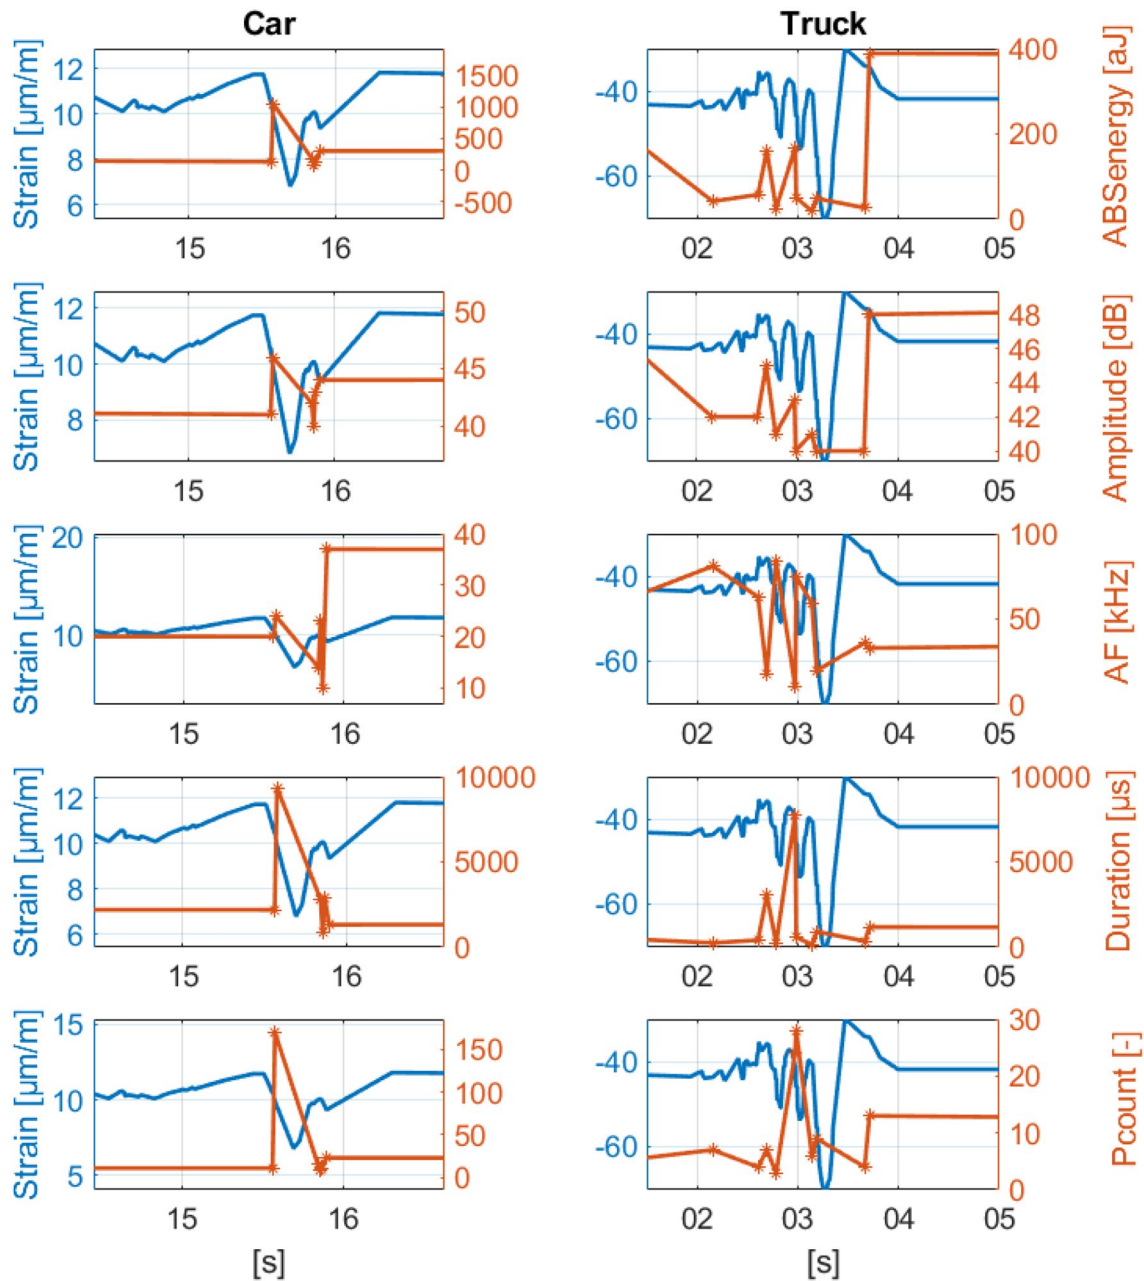 Car Truck
Strain [µm/m] 12 10 8 6 1500 1000 500 0 -500 -40 -60 400 200 0 ABSenergy [aJ]
15 16 02 03 04 05
Strain [µm/m] 12 10 8 50 45 40 -40 -60 48 46 44 42 40 Amplitude [dB]
15 16 02 03 04 05
Strain [µm/m] 20 10 40 30 20 10 -40 -60 100 50 0 AF [kHz]
15 16 02 03 04 05
Strain [µm/m] 12 10 8 6 10000 5000 0 -40 -60 10000 5000 0 Duration [µs]
15 16 02 03 04 05
Strain [µm/m] 15 10 5 150 100 50 0 -40 -60 30 20 10 0 Pcount [-]
15 16 02 03 04 05
[s] [s]